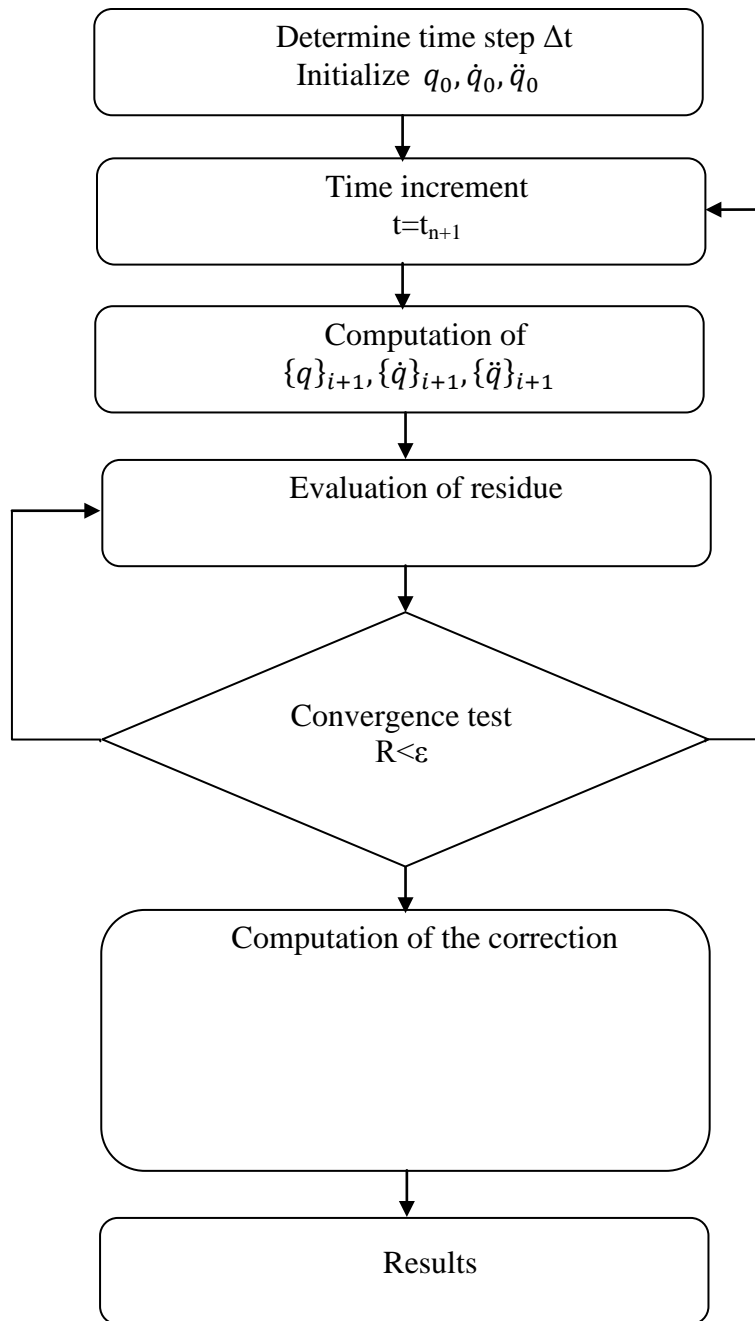 Determine time step Δt
Initialize q₀, q̇₀, q̈₀
Time increment
t=tₙ₊₁
Computation of
{q}ᵢ₊₁, {q̇}ᵢ₊₁, {q̈}ᵢ₊₁
Evaluation of residue
Convergence test
R<ε
Computation of the correction
Results